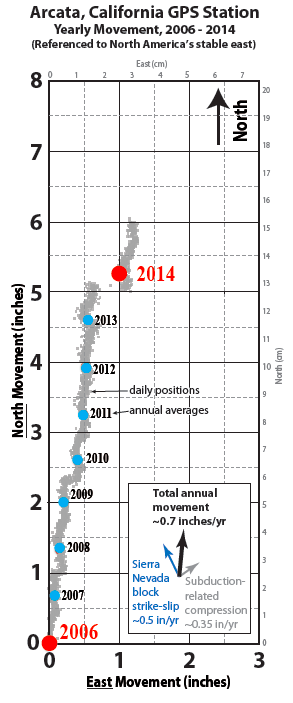 Arcata, California GPS Station
Yearly Movement, 2006 - 2014
(Referenced to North America's stable east)
East (cm)
0 1 2 3 4 5 6 7
8
7
6
5
4
3
2
1
0
North Movement (inches)
20
19
18
17
16
15
14
13
12
11
10
9
8
7
6
5
4
3
2
1
0
North (cm)
North
2014
2013
2012
daily positions
2011
annual averages
2010
2009
2008
2007
2006
Total annual
movement
~0.7 inches/yr
Sierra
Nevada
block
strike-slip
~0.5 in/yr
Subduction-
related
compression
~0.35 in/yr
0 1 2 3
East Movement (inches)